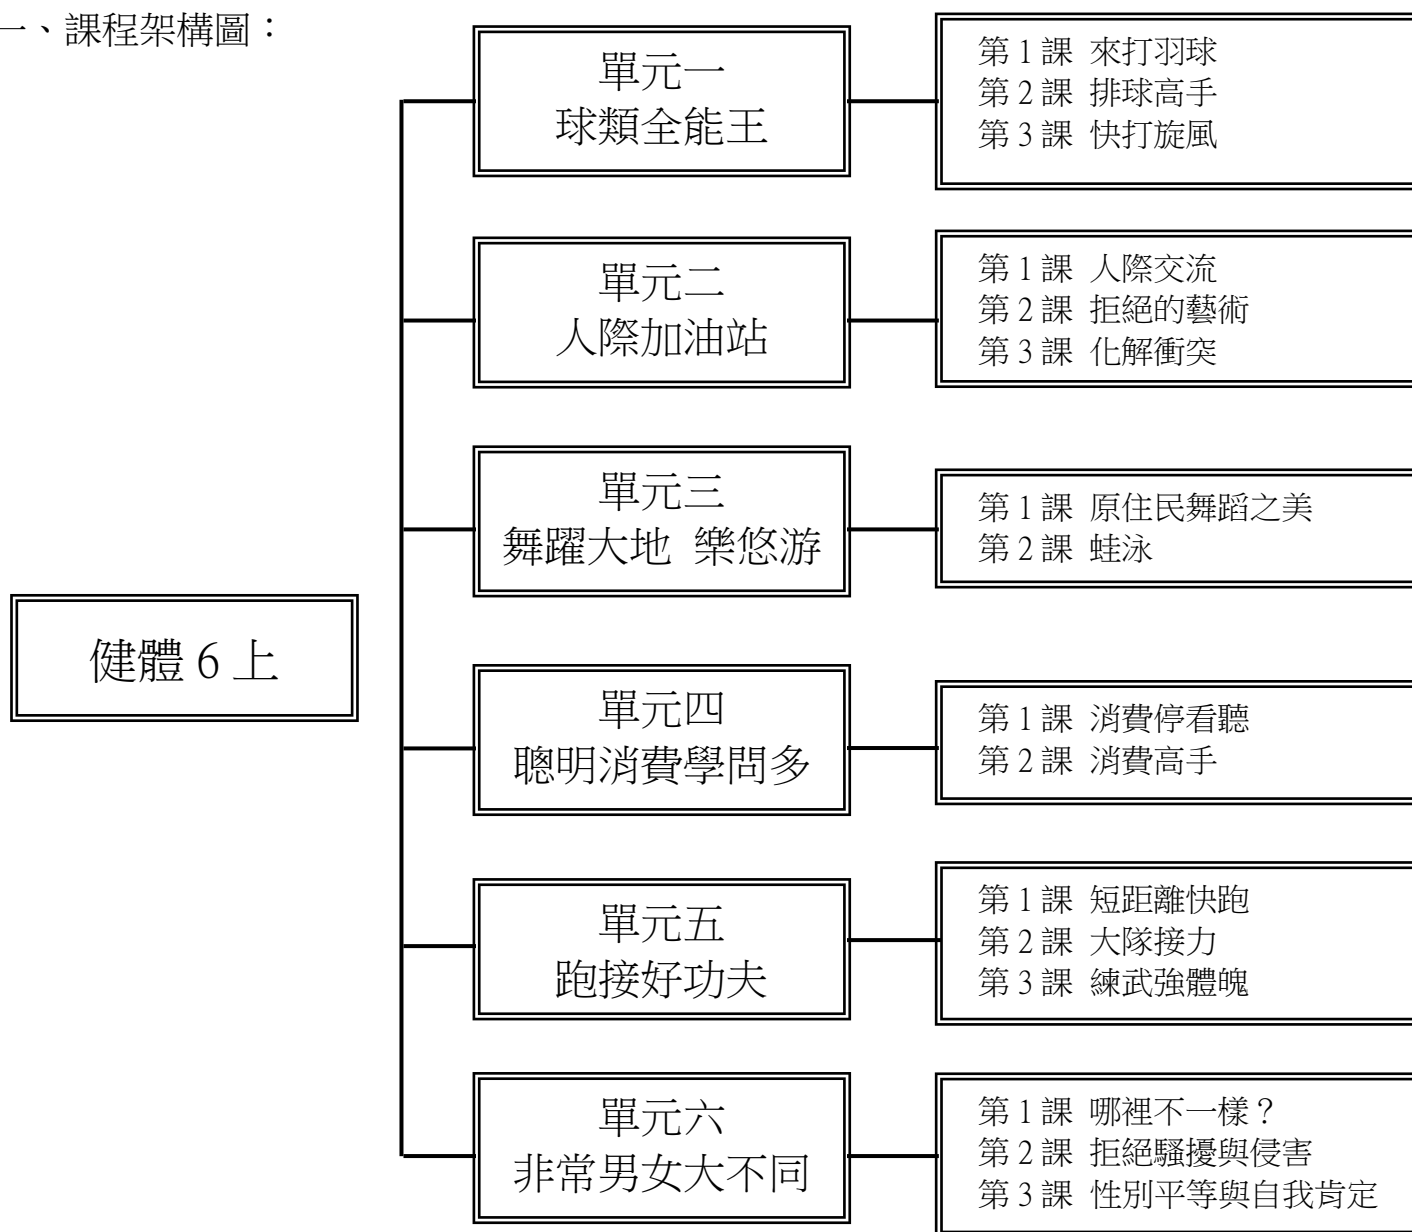 一、課程架構圖：
單元一
球類全能王
第 1 課 來打羽球
第 2 課 排球高手
第 3 課 快打旋風
單元二
人際加油站
第 1 課 人際交流
第 2 課 拒絕的藝術
第 3 課 化解衝突
單元三
舞躍大地 樂悠游
第 1 課 原住民舞蹈之美
第 2 課 蛙泳
健體 6 上
單元四
聰明消費學問多
第 1 課 消費停看聽
第 2 課 消費高手
單元五
跑接好功夫
第 1 課 短距離快跑
第 2 課 大隊接力
第 3 課 練武強體魄
單元六
非常男女大不同
第 1 課 哪裡不一樣？
第 2 課 拒絕騷擾與侵害
第 3 課 性別平等與自我肯定